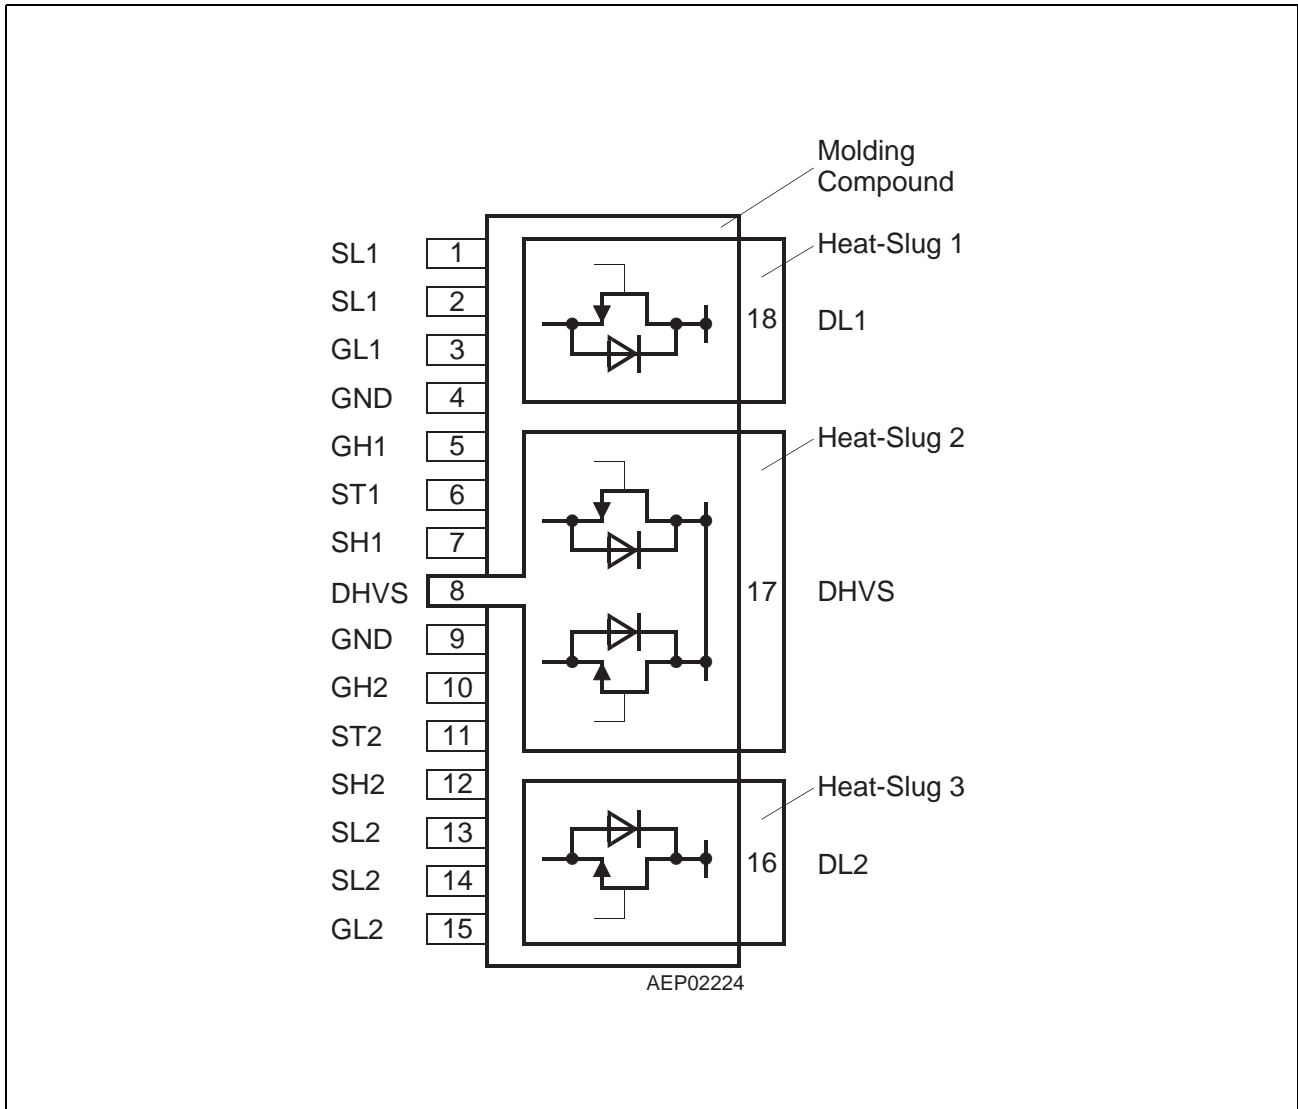 Molding
Compound
SL1 1
Heat-Slug 1
SL1 2
18 DL1
GL1 3
GND 4
GH1 5
Heat-Slug 2
ST1 6
SH1 7
DHVS 8
17 DHVS
GND 9
GH2 10
ST2 11
SH2 12
Heat-Slug 3
SL2 13
16 DL2
SL2 14
GL2 15
AEP02224